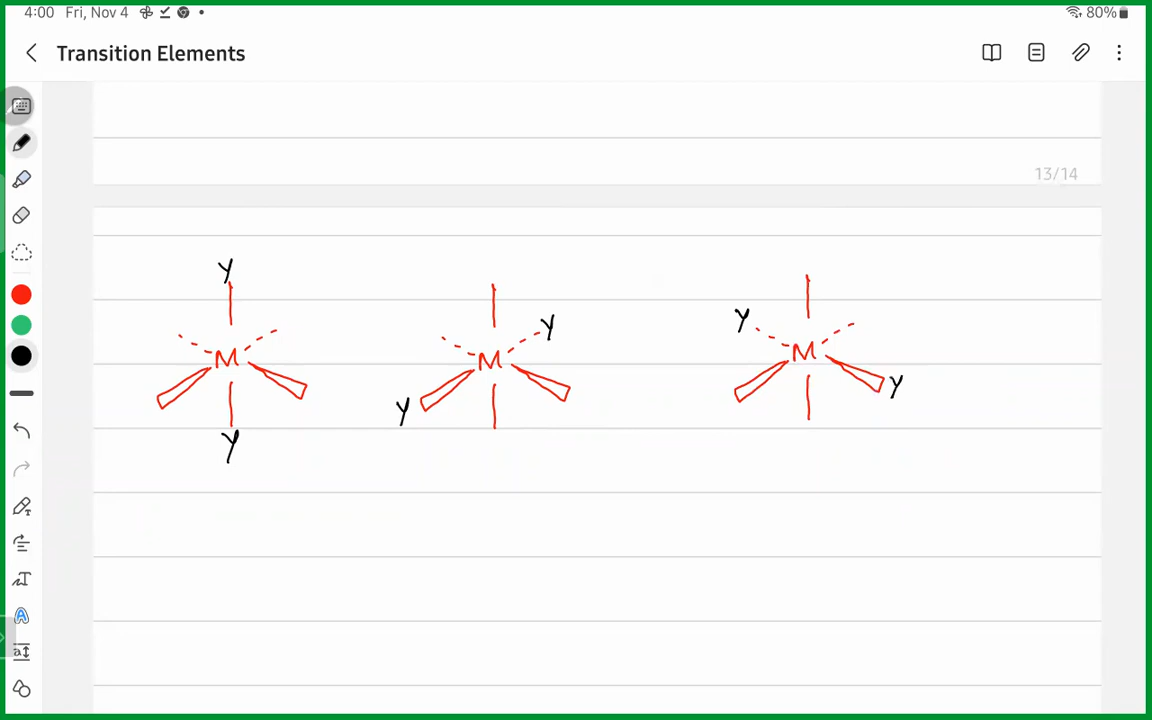 4:00 Fri, Nov 4 80%
Transition Elements
13/14
Y
Y Y
M M M
Y Y
Y